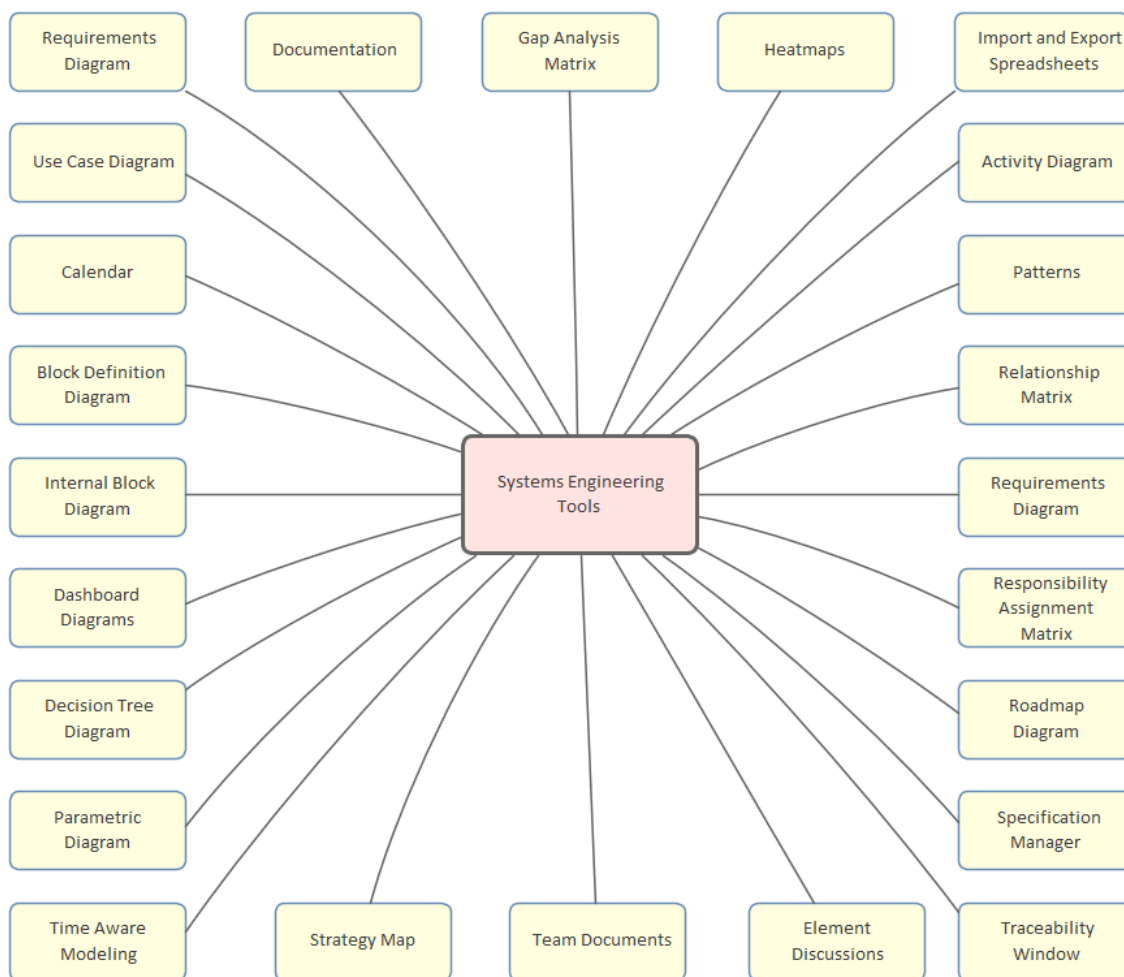 Requirements
Diagram
Documentation
Gap Analysis
Matrix
Heatmaps
Import and Export
Spreadsheets
Use Case Diagram
Activity Diagram
Calendar
Patterns
Block Definition
Diagram
Relationship
Matrix
Systems Engineering
Tools
Internal Block
Diagram
Requirements
Diagram
Dashboard
Diagrams
Responsibility
Assignment
Matrix
Decision Tree
Diagram
Roadmap
Diagram
Parametric
Diagram
Specification
Manager
Time Aware
Modeling
Strategy Map
Team Documents
Element
Discussions
Traceability
Window